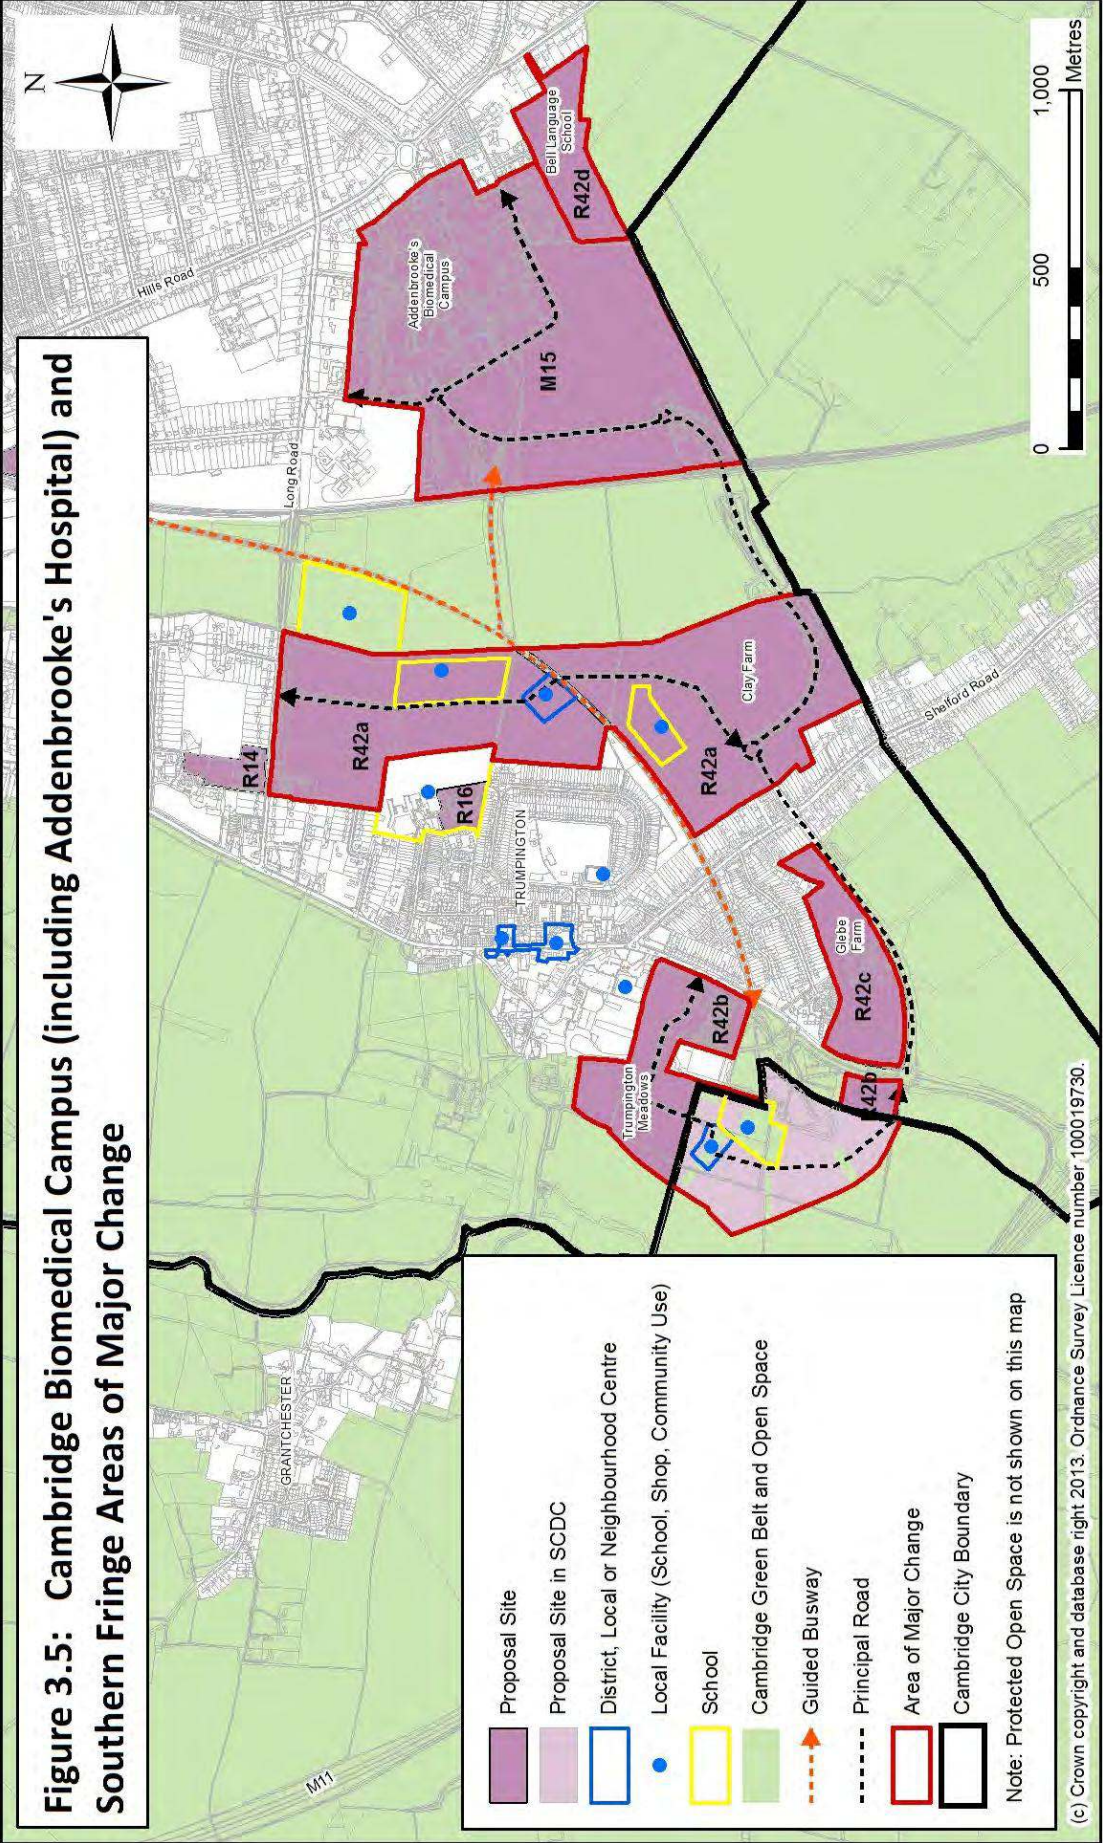 Figure 3.5: Cambridge Biomedical Campus (including Addenbrooke's Hospital) and
Southern Fringe Areas of Major Change
N
Hills Road
Long Road
Addenbrooke's
Biomedical
Campus
Bell Language
School
R42d
M15
R14
R42a
R16
TRUMPINGTON
Clay Farm
R42a
Shelford Road
Glebe
Farm
R42c
R42b
Trumpington
Meadows
R42b
GRANTCHESTER
M11
Proposal Site
Proposal Site in SCDC
District, Local or Neighbourhood Centre
Local Facility (School, Shop, Community Use)
School
Cambridge Green Belt and Open Space
Guided Busway
Principal Road
Area of Major Change
Cambridge City Boundary
Note: Protected Open Space is not shown on this map
0 500 1,000
Metres
(c) Crown copyright and database right 2013. Ordnance Survey Licence number 100019730.